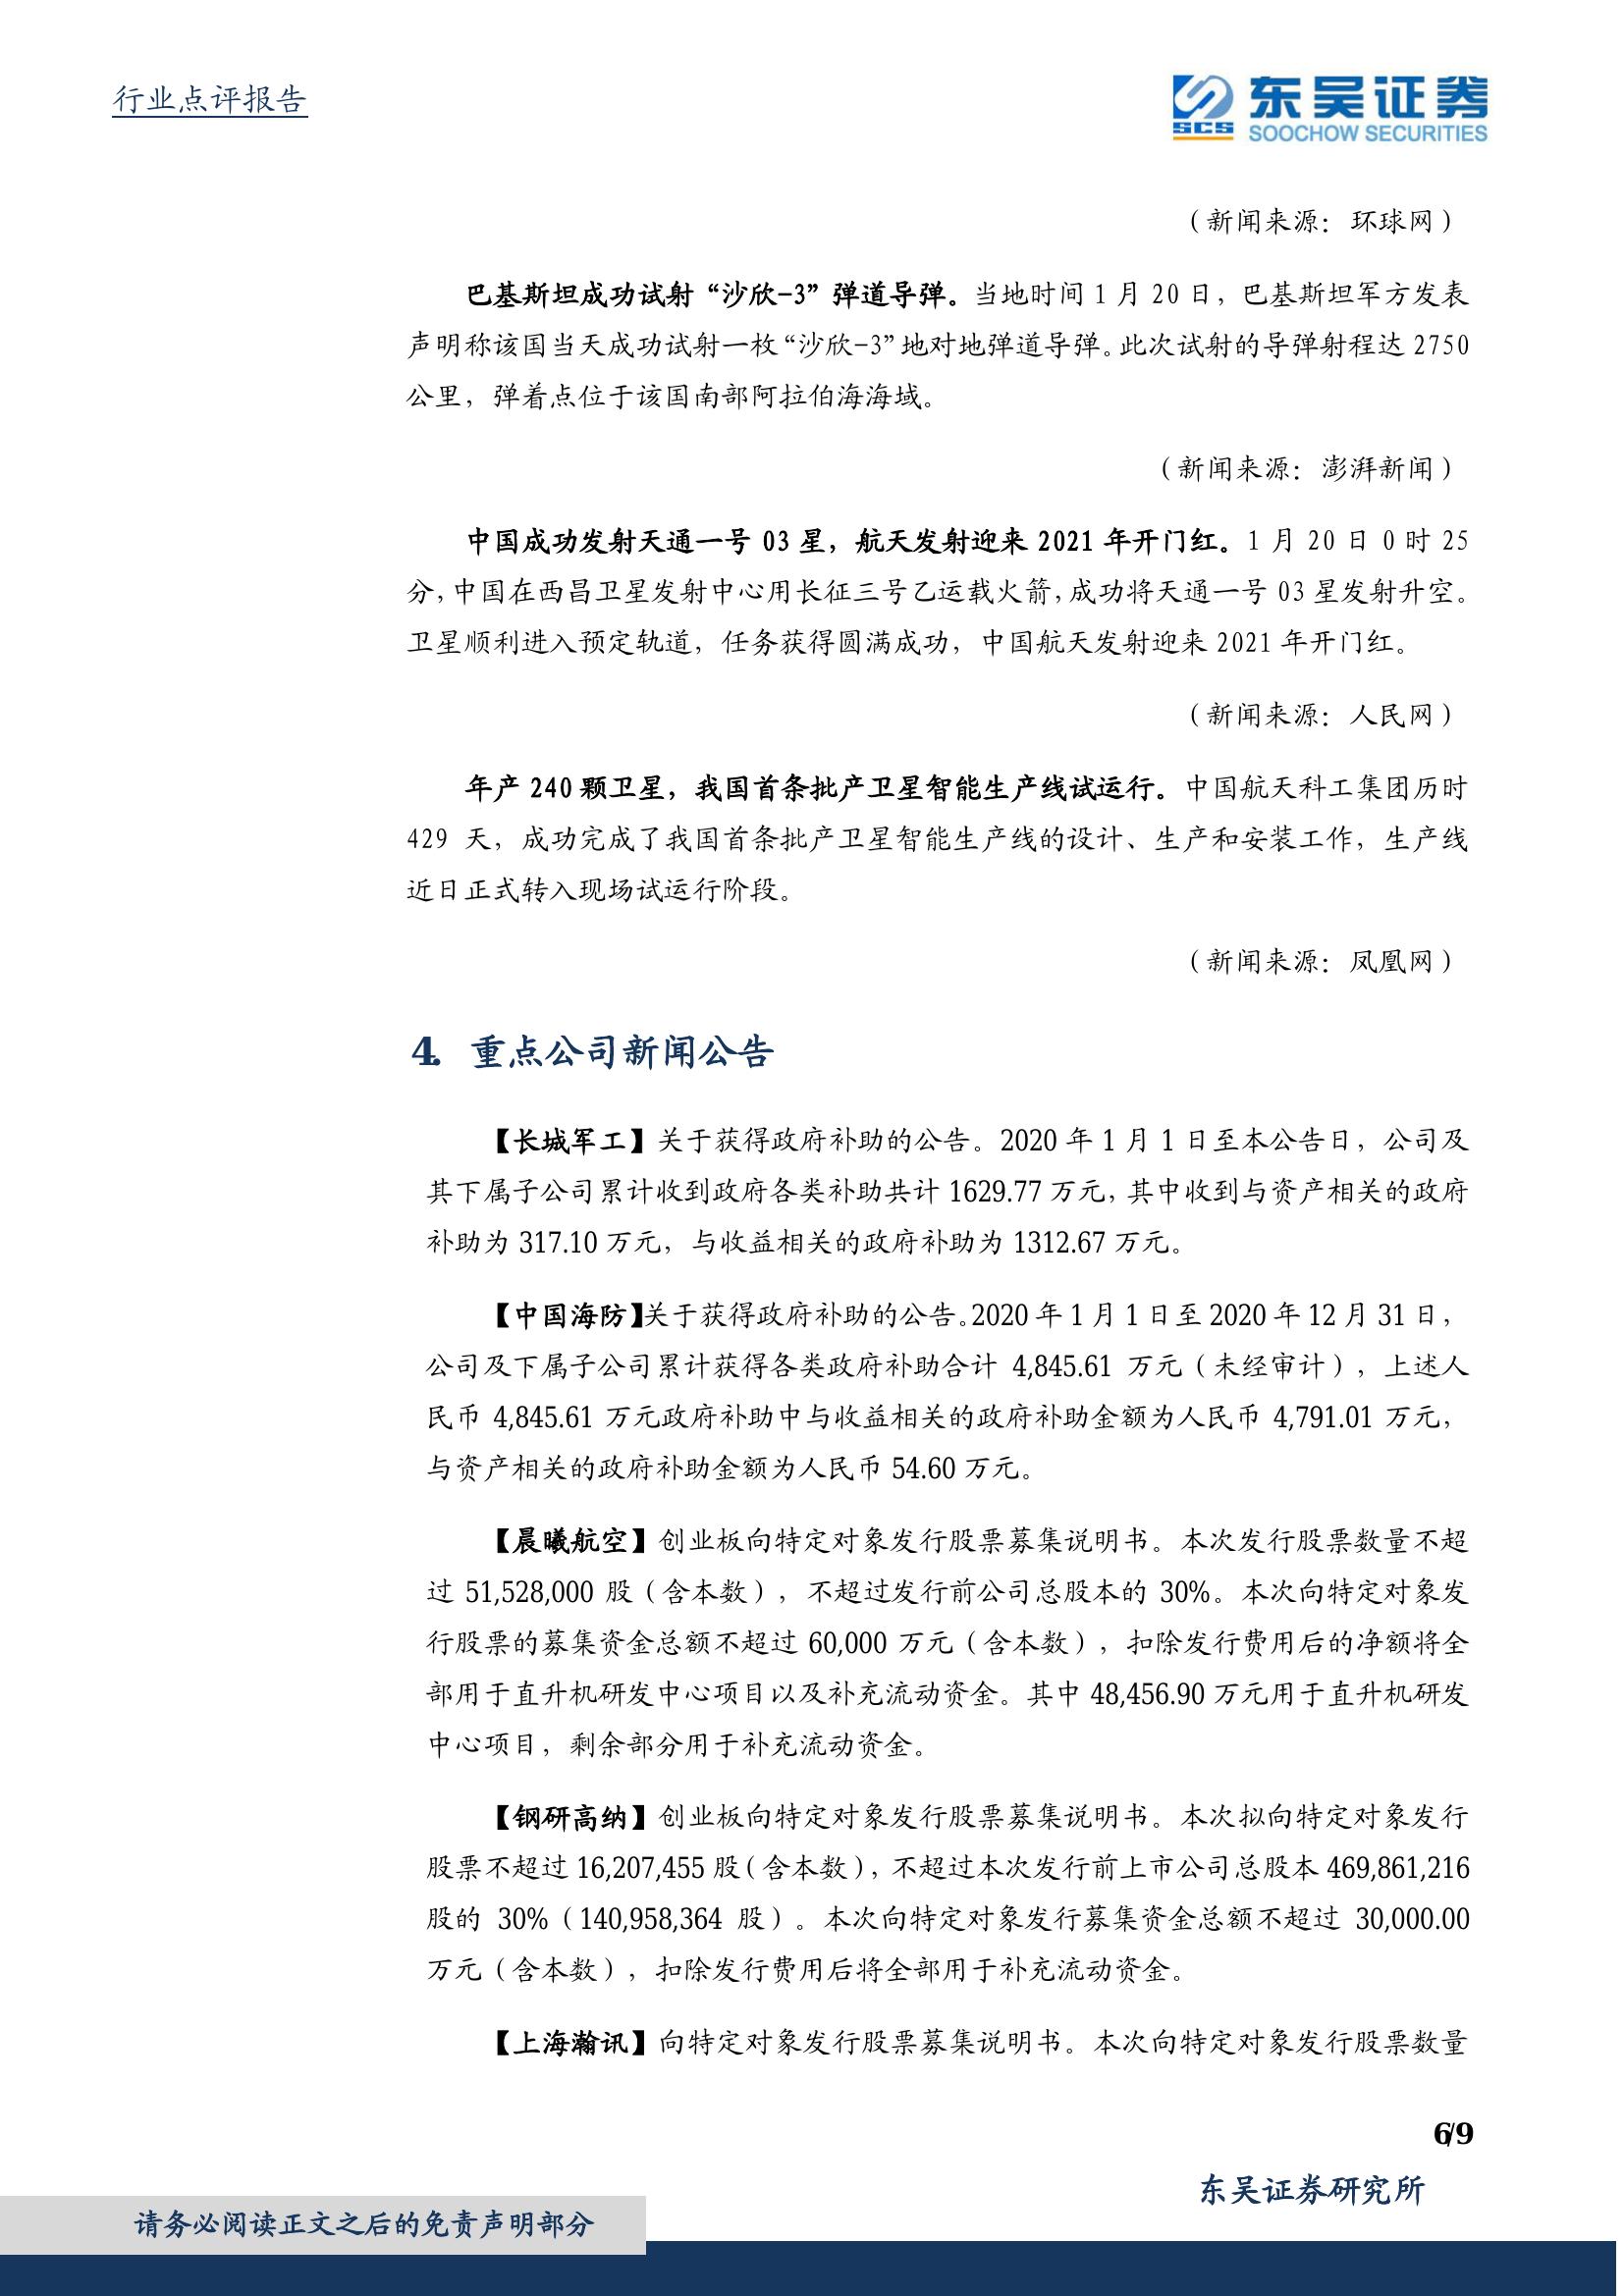 行业点评报告
SCS 东吴证券
SOOCHOW SECURITIES
（新闻来源：环球网）
巴基斯坦成功试射“沙欣-3”弹道导弹。当地时间 1 月 20 日，巴基斯坦军方发表
声明称该国当天成功试射一枚“沙欣-3”地对地弹道导弹。此次试射的导弹射程达 2750
公里，弹着点位于该国南部阿拉伯海海域。
（新闻来源：澎湃新闻）
中国成功发射天通一号 03 星，航天发射迎来 2021 年开门红。1 月 20 日 0 时 25
分，中国在西昌卫星发射中心用长征三号乙运载火箭，成功将天通一号 03 星发射升空。
卫星顺利进入预定轨道，任务获得圆满成功，中国航天发射迎来 2021 年开门红。
（新闻来源：人民网）
年产 240 颗卫星，我国首条批产卫星智能生产线试运行。中国航天科工集团历时
429 天，成功完成了我国首条批产卫星智能生产线的设计、生产和安装工作，生产线
近日正式转入现场试运行阶段。
（新闻来源：凤凰网）
4. 重点公司新闻公告
【长城军工】关于获得政府补助的公告。2020 年 1 月 1 日至本公告日，公司及
其下属子公司累计收到政府各类补助共计 1629.77 万元，其中收到与资产相关的政府
补助为 317.10 万元，与收益相关的政府补助为 1312.67 万元。
【中国海防】关于获得政府补助的公告。2020 年 1 月 1 日至 2020 年 12 月 31 日，
公司及下属子公司累计获得各类政府补助合计 4,845.61 万元（未经审计），上述人
民币 4,845.61 万元政府补助中与收益相关的政府补助金额为人民币 4,791.01 万元，
与资产相关的政府补助金额为人民币 54.60 万元。
【晨曦航空】创业板向特定对象发行股票募集说明书。本次发行股票数量不超
过 51,528,000 股（含本数），不超过发行前公司总股本的 30%。本次向特定对象发
行股票的募集资金总额不超过 60,000 万元（含本数），扣除发行费用后的净额将全
部用于直升机研发中心项目以及补充流动资金。其中 48,456.90 万元用于直升机研发
中心项目，剩余部分用于补充流动资金。
【钢研高纳】创业板向特定对象发行股票募集说明书。本次拟向特定对象发行
股票不超过 16,207,455 股（含本数），不超过本次发行前上市公司总股本 469,861,216
股的 30%（140,958,364 股）。本次向特定对象发行募集资金总额不超过 30,000.00
万元（含本数），扣除发行费用后将全部用于补充流动资金。
【上海瀚讯】向特定对象发行股票募集说明书。本次向特定对象发行股票数量
6/9
东吴证券研究所
请务必阅读正文之后的免责声明部分